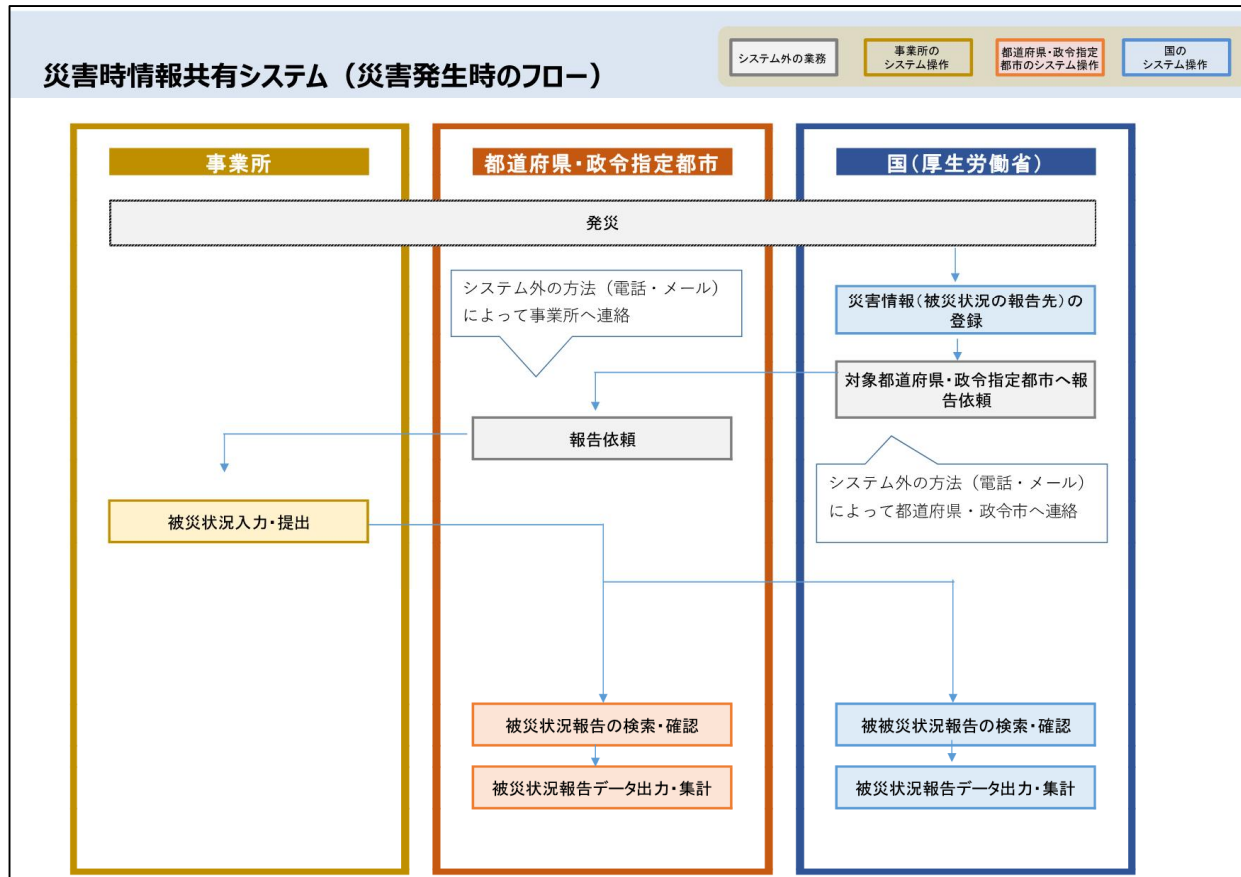 災害時情報共有システム（災害発生時のフロー）
システム外の業務
事業所の
システム操作
都道府県・政令指定
都市のシステム操作
国の
システム操作
事業所
都道府県・政令指定都市
国（厚生労働省）
発災
システム外の方法（電話・メール）
によって事業所へ連絡
災害情報（被災状況の報告先）の
登録
対象都道府県・政令指定都市へ報
告依頼
報告依頼
システム外の方法（電話・メール）
によって都道府県・政令市へ連絡
被災状況入力・提出
被災状況報告の検索・確認
被被災状況報告の検索・確認
被災状況報告データ出力・集計
被災状況報告データ出力・集計